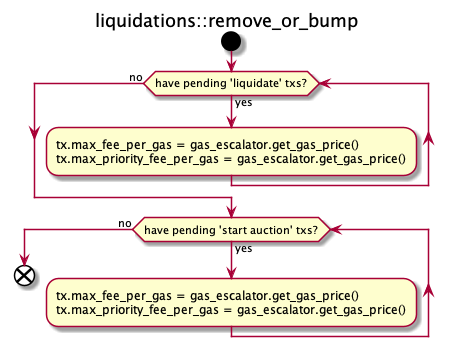 liquidations::remove_or_bump
no
have pending 'liquidate' txs?
yes
tx.max_fee_per_gas = gas_escalator.get_gas_price()
tx.max_priority_fee_per_gas = gas_escalator.get_gas_price()
no
have pending 'start auction' txs?
yes
tx.max_fee_per_gas = gas_escalator.get_gas_price()
tx.max_priority_fee_per_gas = gas_escalator.get_gas_price()